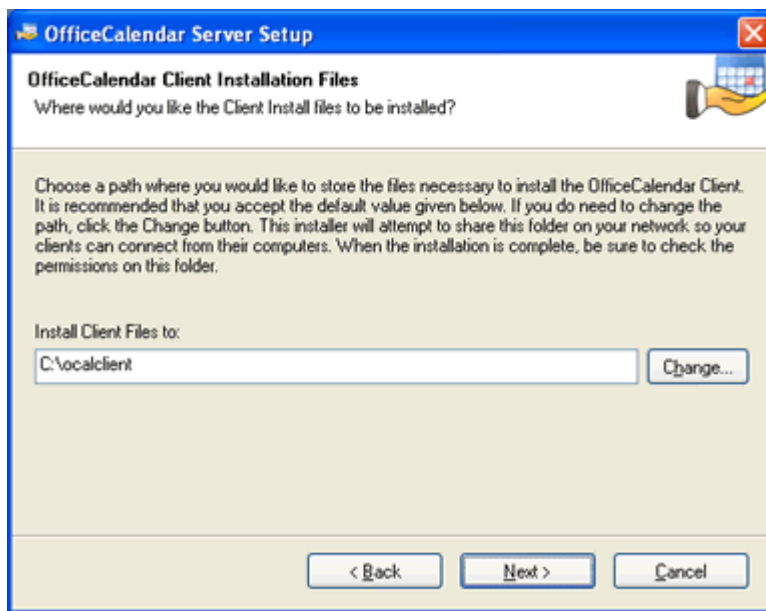 OfficeCalendar Server Setup
OfficeCalendar Client Installation Files
Where would you like the Client Install files to be installed?
Choose a path where you would like to store the files necessary to install the OfficeCalendar Client.
It is recommended that you accept the default value given below. If you do need to change the
path, click the Change button. This installer will attempt to share this folder on your network so your
clients can connect from their computers. When the installation is complete, be sure to check the
permissions on this folder.
Install Client Files to:
C:\ocalclient
Change...
< Back
Next >
Cancel